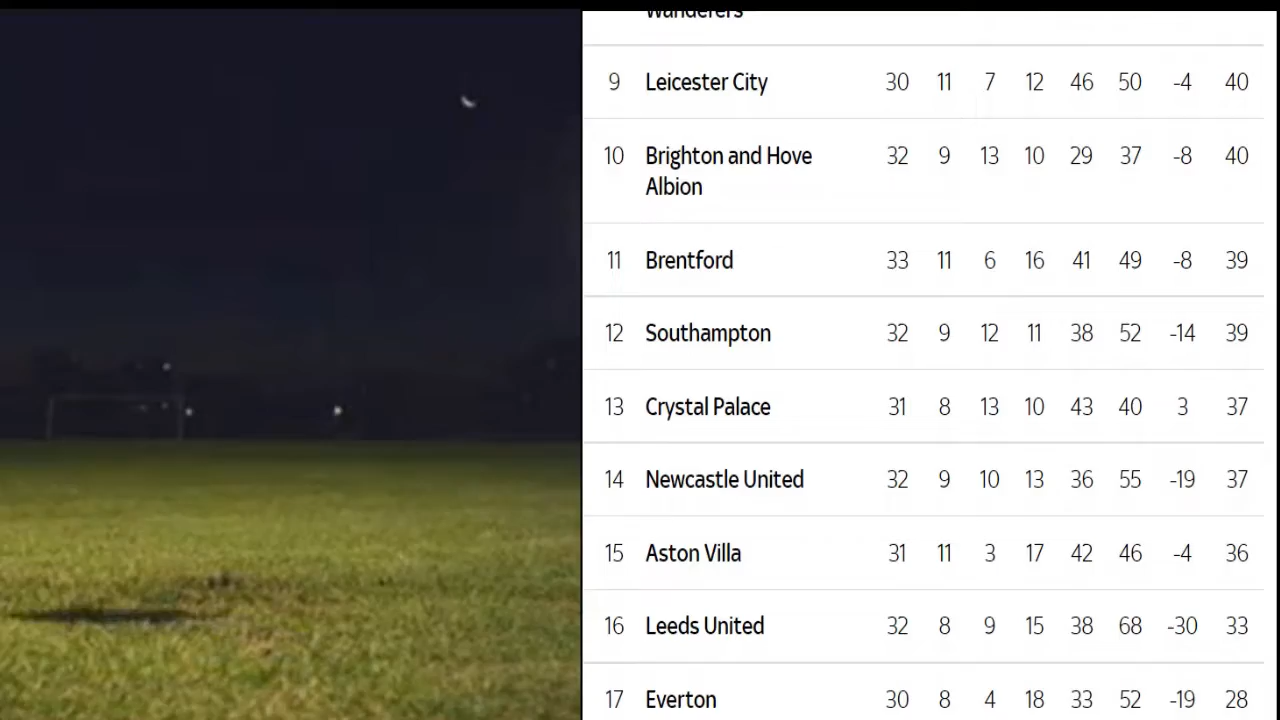 Wanderers
9 Leicester City 30 11 7 12 46 50 -4 40
10 Brighton and Hove 32 9 13 10 29 37 -8 40
Albion
11 Brentford 33 11 6 16 41 49 -8 39
12 Southampton 32 9 12 11 38 52 -14 39
13 Crystal Palace 31 8 13 10 43 40 3 37
14 Newcastle United 32 9 10 13 36 55 -19 37
15 Aston Villa 31 11 3 17 42 46 -4 36
16 Leeds United 32 8 9 15 38 68 -30 33
17 Everton 30 8 4 18 33 52 -19 28